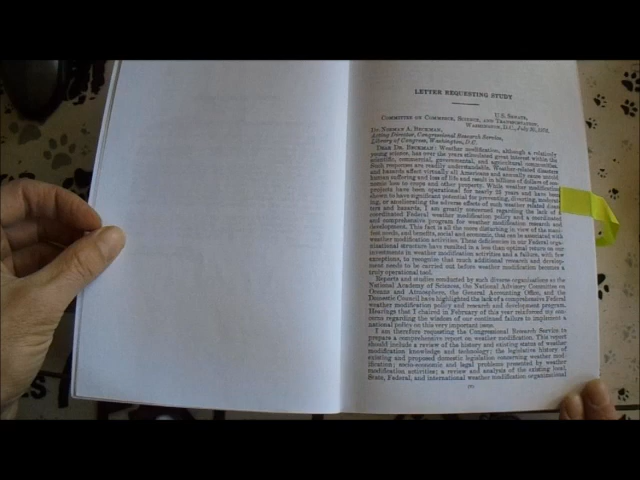 LETTER REQUESTING STUDY
U.S. SENATE,
COMMITTEE ON COMMERCE, SCIENCE, AND TRANSPORTATION,
WASHINGTON, D.C., July 30, 1976.
DR. NORMAN A. BECKMAN,
Acting Director, Congressional Research Service,
Library of Congress, Washington, D.C.
DEAR DR. BECKMAN: Weather modification, although a relatively
young science, has over the years stimulated great interest within the
scientific, commercial, governmental, and agricultural communities.
Such responses are readily understandable. Weather-related disasters
and hazards affect virtually all Americans and annually cause untold
human suffering and loss of life and result in billions of dollars of eco-
nomic loss to crops and other property. While weather modification
projects have been operational for nearly 25 years and have been
shown to have significant potential for preventing, diverting, moderat-
ing, or ameliorating the adverse effects of such weather related disas-
ters and hazards, I am greatly concerned regarding the lack of a
coordinated Federal weather modification policy and a coordinated
and comprehensive program for weather modification research and
development. This fact is all the more disturbing in view of the mani-
fest needs, and benefits, social and economic, that can be associated with
weather modification activities. These deficiencies in our Federal orga-
nizational structure have resulted in a less than optimal return on our
investments in weather modification activities and a failure, with few
exceptions, to recognize that much additional research and develop-
ment needs to be carried out before weather modification becomes a
truly operational tool.
Reports and studies conducted by such diverse organizations as the
National Academy of Sciences, the National Advisory Committee on
Oceans and Atmosphere, the General Accounting Office, and the
Domestic Council have highlighted the lack of a comprehensive Federal
weather modification policy and research and development program.
Hearings that I chaired in February of this year reinforced my con-
cerns regarding the wisdom of our continued failure to implement a
national policy on this very important issue.
I am therefore requesting the Congressional Research Service to
prepare a comprehensive report on weather modification. This report
should include a review of the history and existing status of weather
modification knowledge and technology; the legislative history of
existing and proposed domestic legislation concerning weather mod-
ification; socio-economic and legal problems presented by weather
modification activities; a review and analysis of the existing local,
State, Federal, and international weather modification organizational